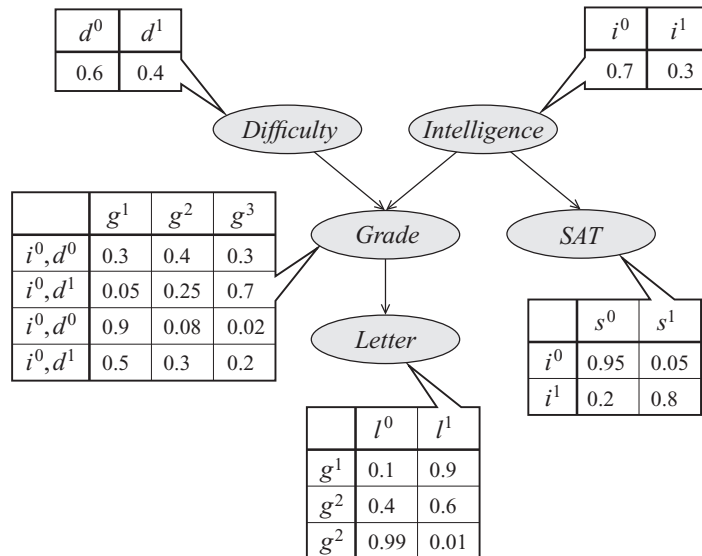 d⁰ d¹
0.6 0.4
i⁰ i¹
0.7 0.3
Difficulty
Intelligence
g¹ g² g³
i⁰, d⁰ 0.3 0.4 0.3
i⁰, d¹ 0.05 0.25 0.7
i⁰, d⁰ 0.9 0.08 0.02
i⁰, d¹ 0.5 0.3 0.2
Grade
SAT
Letter
s⁰ s¹
i⁰ 0.95 0.05
i¹ 0.2 0.8
l⁰ l¹
g¹ 0.1 0.9
g² 0.4 0.6
g² 0.99 0.01